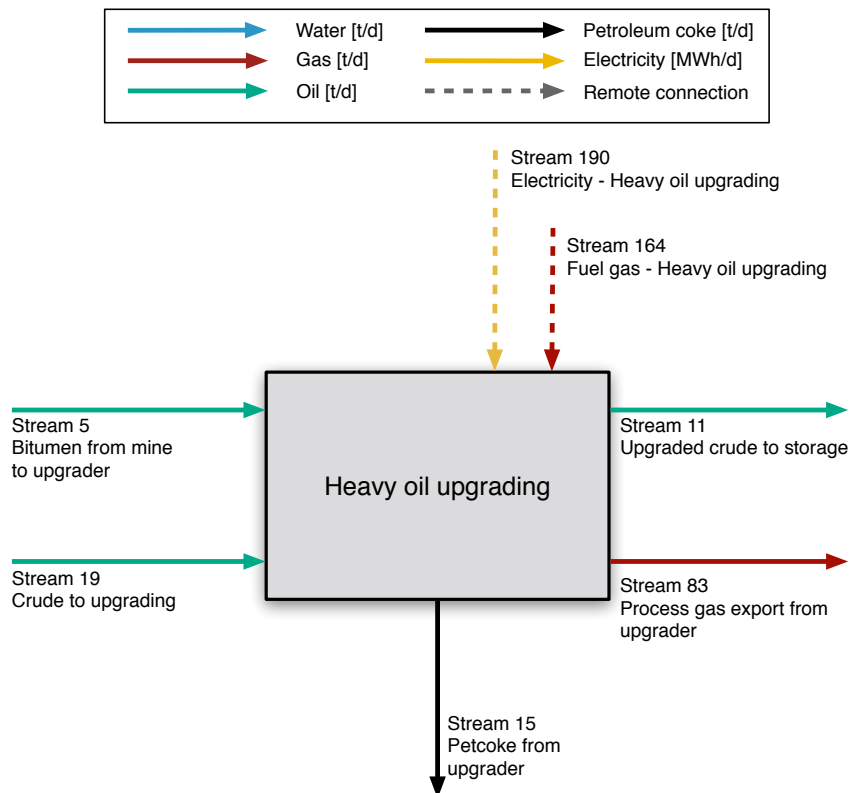 Water [t/d]
Petroleum coke [t/d]
Gas [t/d]
Electricity [MWh/d]
Oil [t/d]
Remote connection
Stream 190
Electricity - Heavy oil upgrading
Stream 164
Fuel gas - Heavy oil upgrading
Stream 5
Bitumen from mine
to upgrader
Stream 11
Upgraded crude to storage
Heavy oil upgrading
Stream 19
Crude to upgrading
Stream 83
Process gas export from
upgrader
Stream 15
Petcoke from
upgrader